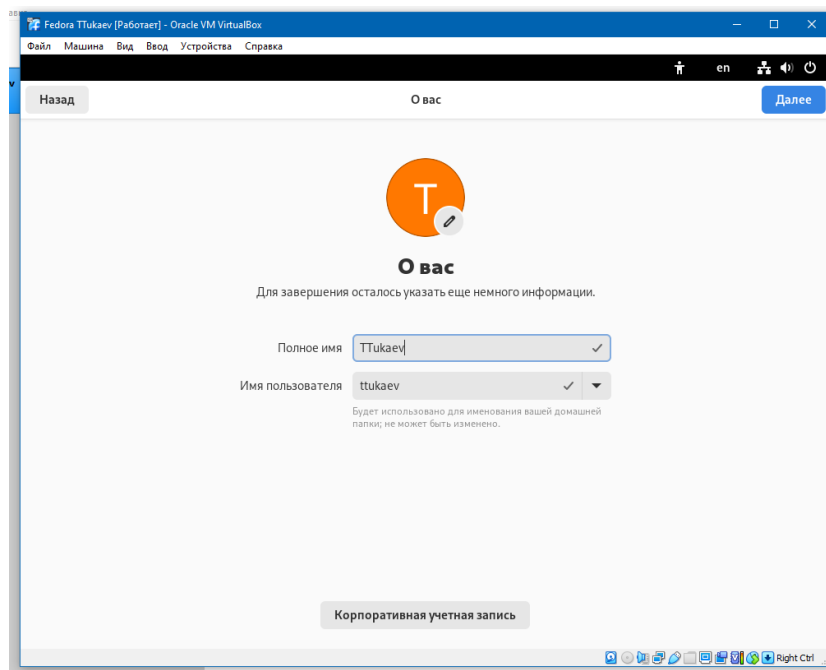 Fedora TTukaev [Работает] - Oracle VM VirtualBox
Файл Машина Вид Ввод Устройства Справка
en
Назад
О вас
Далее
T
О вас
Для завершения осталось указать еще немного информации.
Полное имя TTukaev
Имя пользователя ttukaev
Будет использовано для именования вашей домашней
папки; не может быть изменено.
Корпоративная учетная запись
Right Ctrl